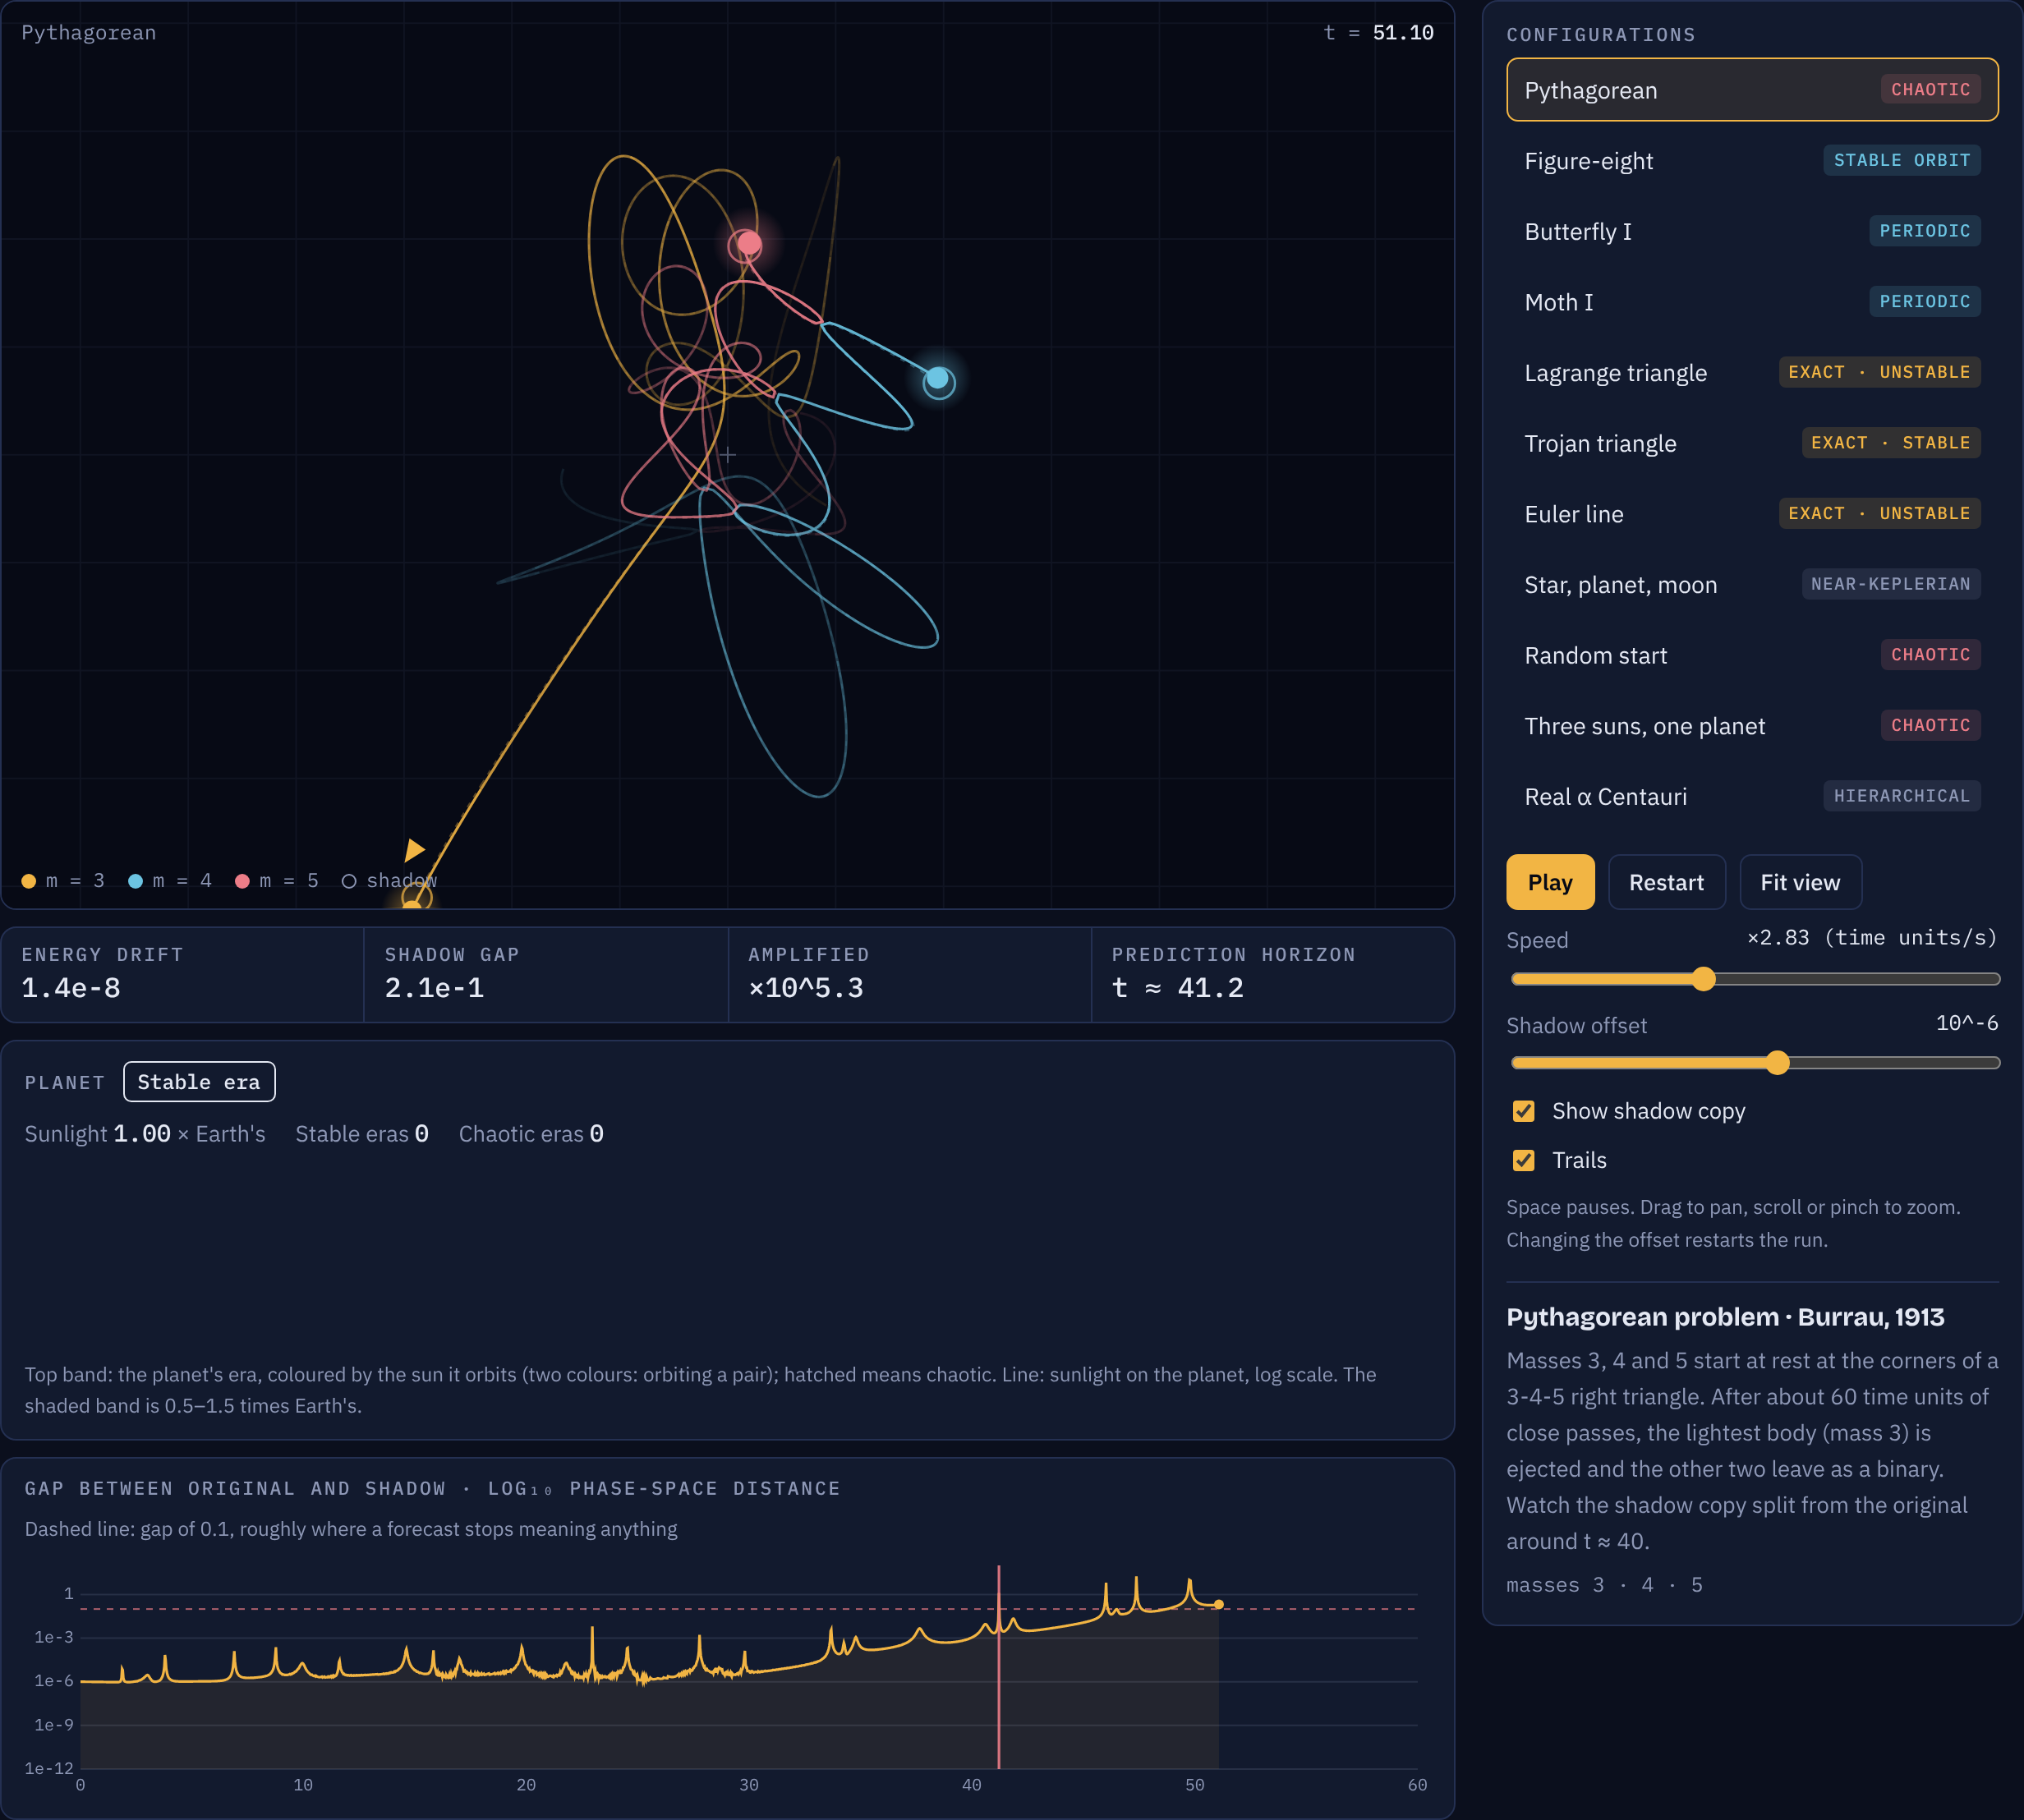 Pythagorean
t = 51.10
m = 3 m = 4 m = 5 shadow
ENERGY DRIFT
1.4e-8
SHADOW GAP
2.1e-1
AMPLIFIED
×10^5.3
PREDICTION HORIZON
t ≈ 41.2
PLANET Stable era
Sunlight 1.00 × Earth's Stable eras 0 Chaotic eras 0
Top band: the planet's era, coloured by the sun it orbits (two colours: orbiting a pair); hatched means chaotic. Line: sunlight on the planet, log scale. The
shaded band is 0.5–1.5 times Earth's.
GAP BETWEEN ORIGINAL AND SHADOW · LOG₁₀ PHASE-SPACE DISTANCE
Dashed line: gap of 0.1, roughly where a forecast stops meaning anything
1
1e-3
1e-6
1e-9
1e-12
0 10 20 30 40 50 60
CONFIGURATIONS
Pythagorean CHAOTIC
Figure-eight STABLE ORBIT
Butterfly I PERIODIC
Moth I PERIODIC
Lagrange triangle EXACT · UNSTABLE
Trojan triangle EXACT · STABLE
Euler line EXACT · UNSTABLE
Star, planet, moon NEAR-KEPLERIAN
Random start CHAOTIC
Three suns, one planet CHAOTIC
Real α Centauri HIERARCHICAL
Play Restart Fit view
Speed ×2.83 (time units/s)
Shadow offset 10^-6
Show shadow copy
Trails
Space pauses. Drag to pan, scroll or pinch to zoom.
Changing the offset restarts the run.
Pythagorean problem · Burrau, 1913
Masses 3, 4 and 5 start at rest at the corners of a
3-4-5 right triangle. After about 60 time units of
close passes, the lightest body (mass 3) is
ejected and the other two leave as a binary.
Watch the shadow copy split from the original
around t ≈ 40.
masses 3 · 4 · 5